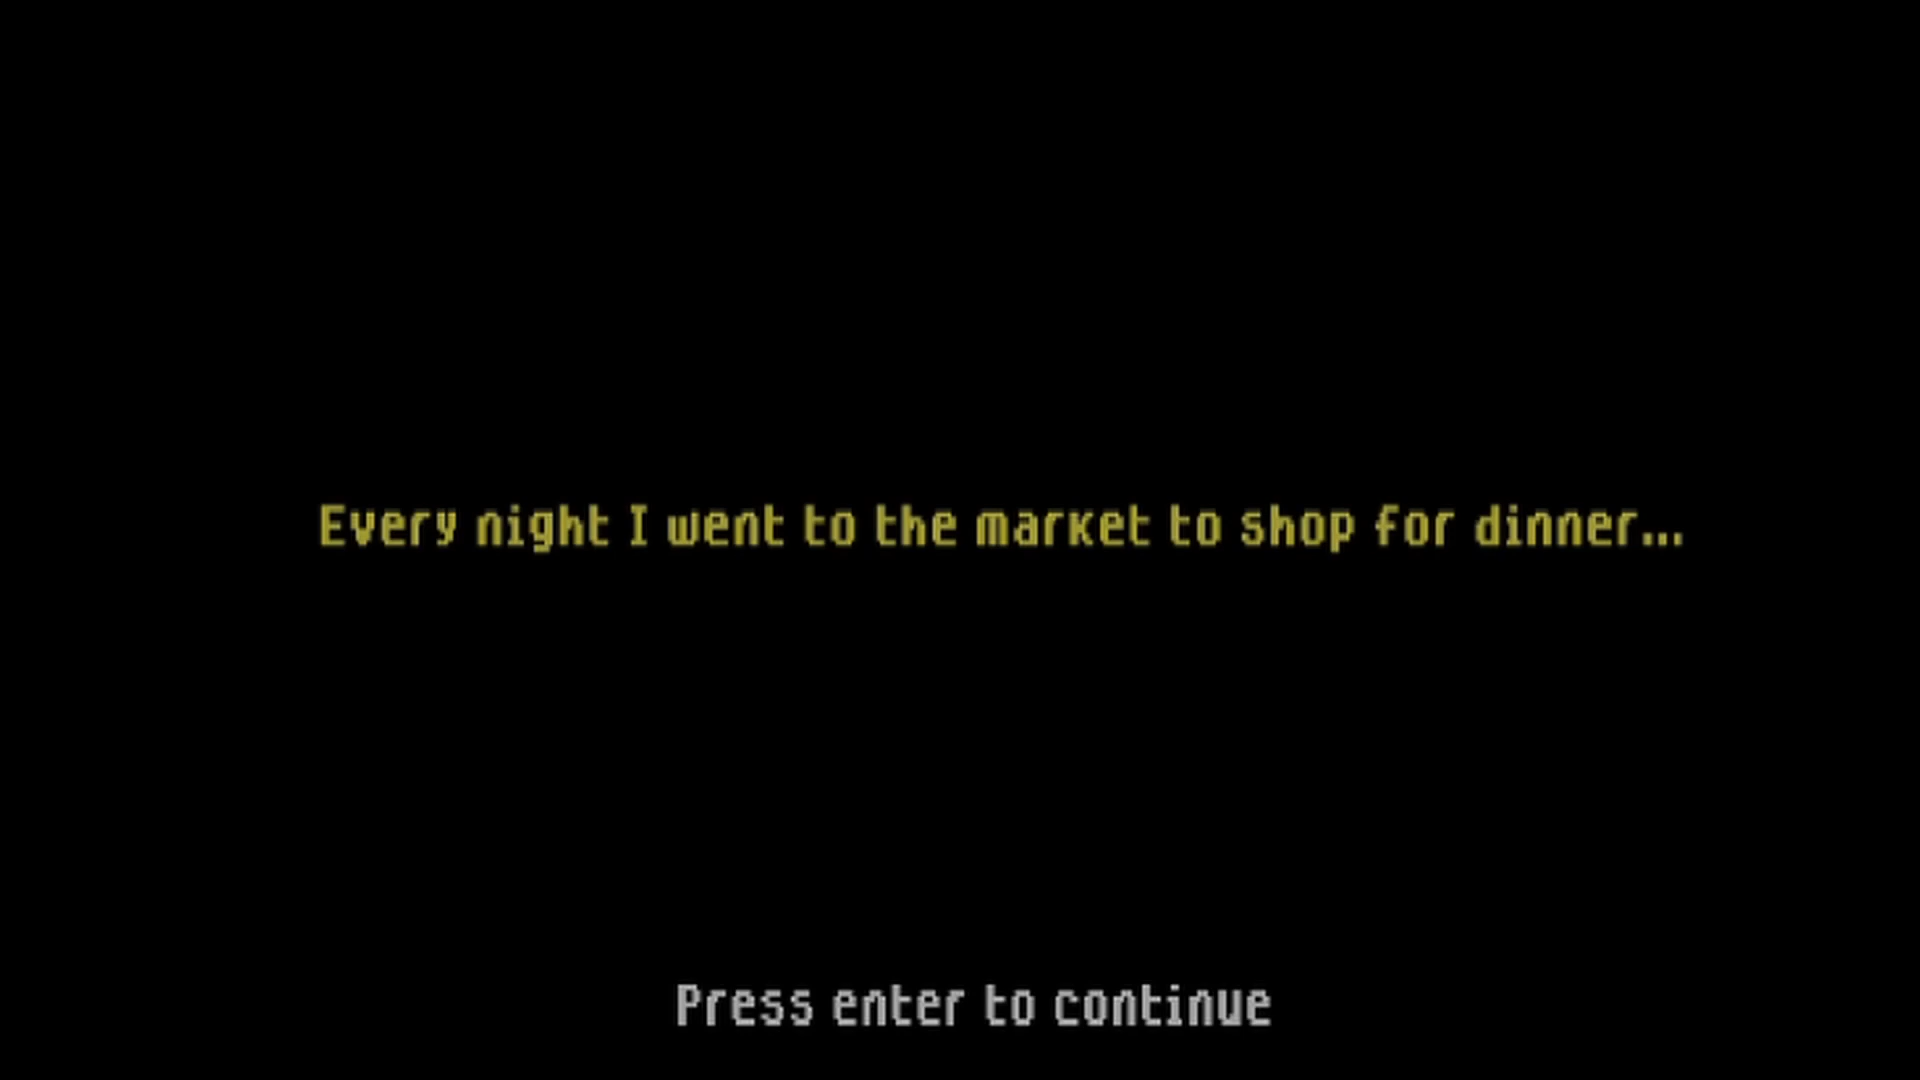 Every night I went to the market to shop for dinner...
Press enter to continue